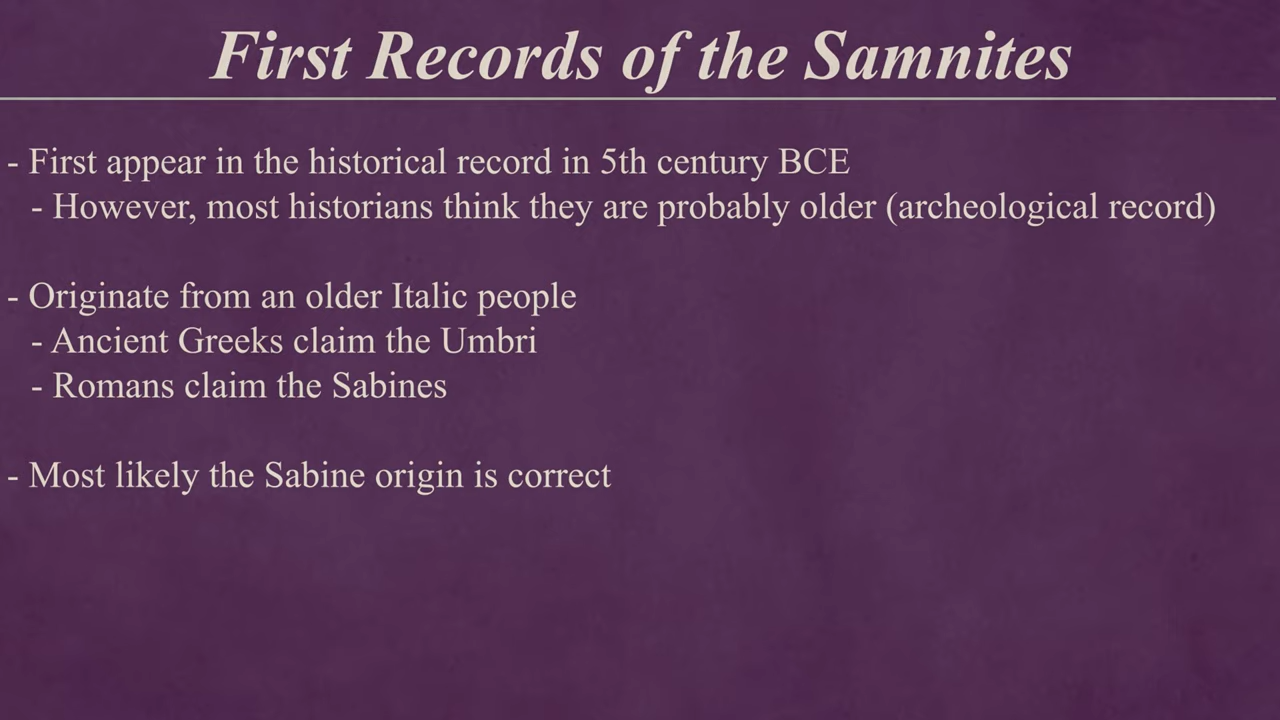 First Records of the Samnites
- First appear in the historical record in 5th century BCE
- However, most historians think they are probably older (archeological record)
- Originate from an older Italic people
- Ancient Greeks claim the Umbri
- Romans claim the Sabines
- Most likely the Sabine origin is correct